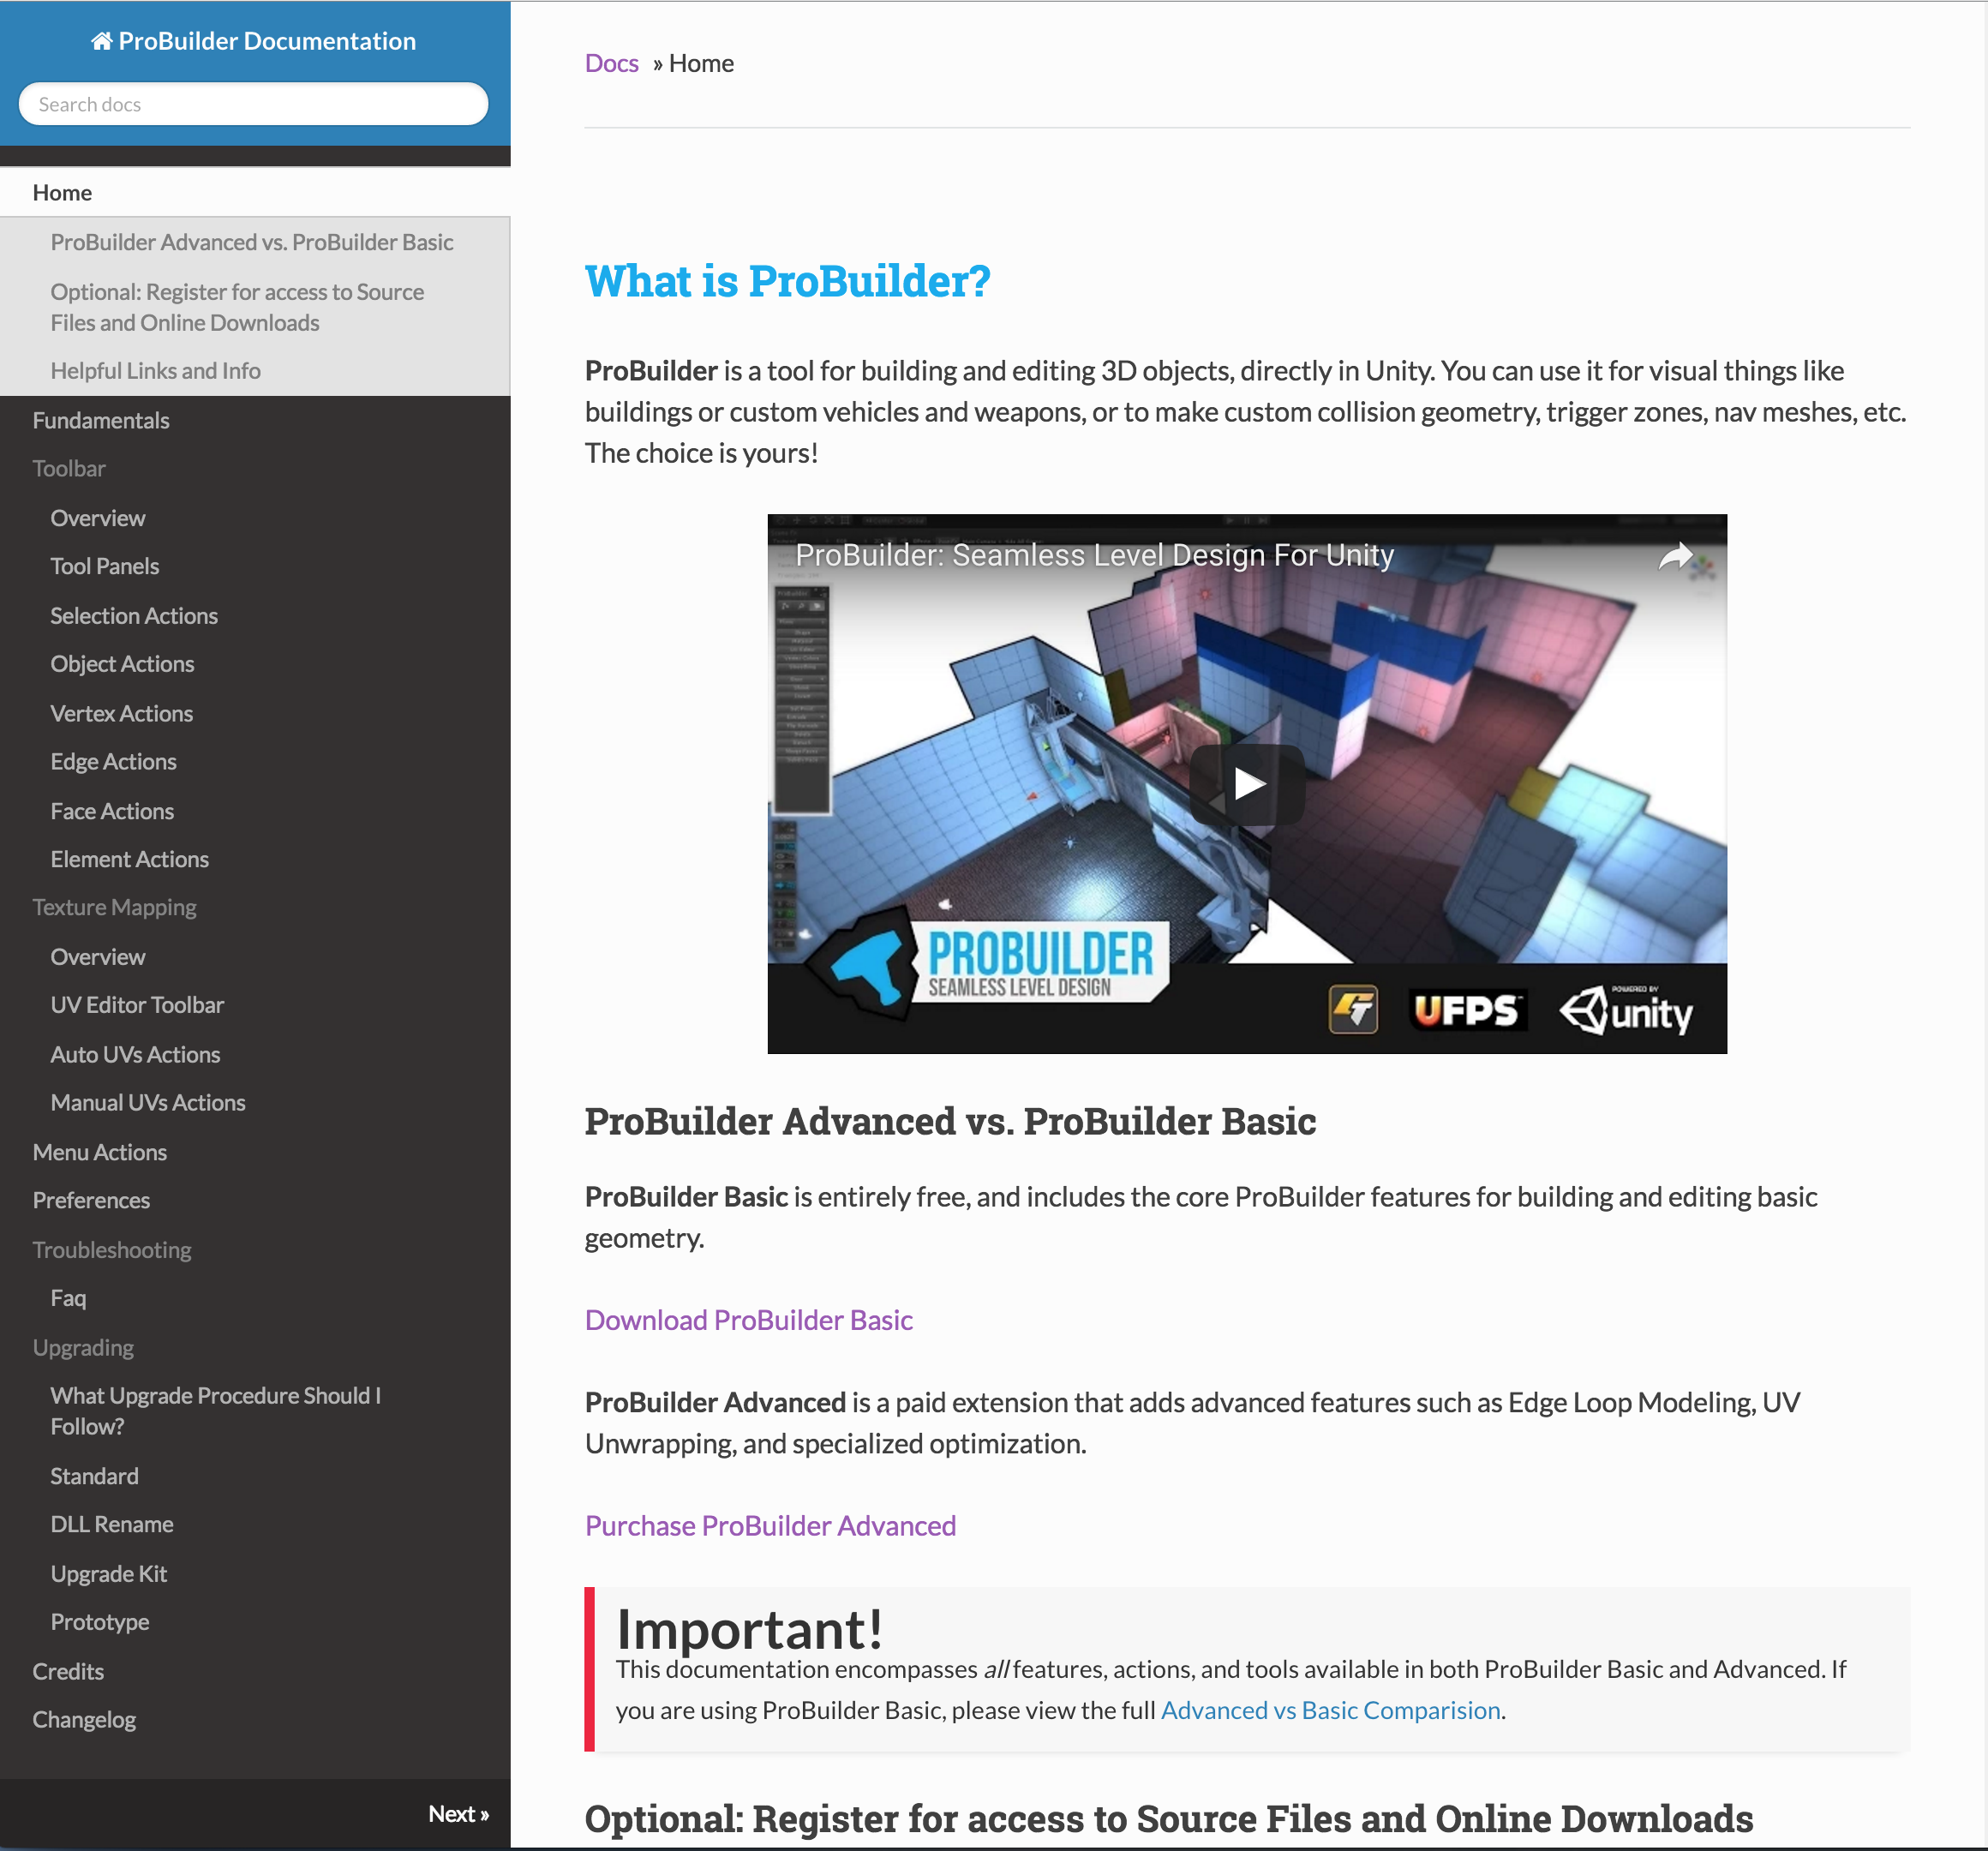 ProBuilder Documentation
Search docs
Home
ProBuilder Advanced vs. ProBuilder Basic
Optional: Register for access to Source
Files and Online Downloads
Helpful Links and Info
Fundamentals
Toolbar
Overview
Tool Panels
Selection Actions
Object Actions
Vertex Actions
Edge Actions
Face Actions
Element Actions
Texture Mapping
Overview
UV Editor Toolbar
Auto UVs Actions
Manual UVs Actions
Menu Actions
Preferences
Troubleshooting
Faq
Upgrading
What Upgrade Procedure Should I
Follow?
Standard
DLL Rename
Upgrade Kit
Prototype
Credits
Changelog
Next »
Docs » Home
What is ProBuilder?
ProBuilder is a tool for building and editing 3D objects, directly in Unity. You can use it for visual things like
buildings or custom vehicles and weapons, or to make custom collision geometry, trigger zones, nav meshes, etc.
The choice is yours!
ProBuilder: Seamless Level Design For Unity
PROBUILDER
SEAMLESS LEVEL DESIGN
UFPS
POWERED BY
unity
ProBuilder Advanced vs. ProBuilder Basic
ProBuilder Basic is entirely free, and includes the core ProBuilder features for building and editing basic
geometry.
Download ProBuilder Basic
ProBuilder Advanced is a paid extension that adds advanced features such as Edge Loop Modeling, UV
Unwrapping, and specialized optimization.
Purchase ProBuilder Advanced
Important!
This documentation encompasses all features, actions, and tools available in both ProBuilder Basic and Advanced. If
you are using ProBuilder Basic, please view the full Advanced vs Basic Comparision.
Optional: Register for access to Source Files and Online Downloads